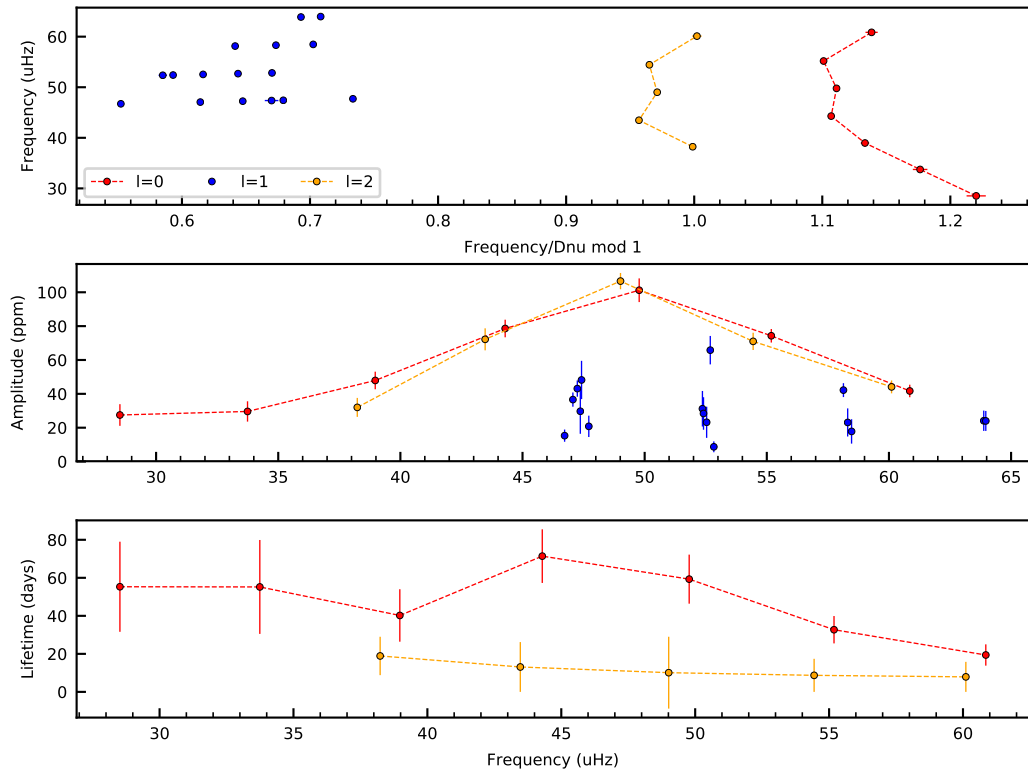 Frequency (uHz)
60
50
40
30
l=0 l=1 l=2
0.6 0.7 0.8 0.9 1.0 1.1 1.2
Frequency/Dnu mod 1
Amplitude (ppm)
100
80
60
40
20
0
30 35 40 45 50 55 60 65
Lifetime (days)
80
60
40
20
0
30 35 40 45 50 55 60
Frequency (uHz)